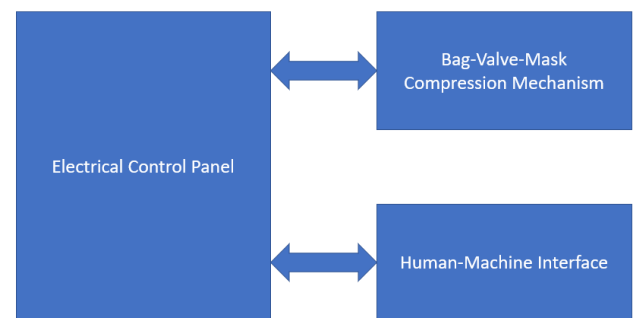 Electrical Control Panel
Bag-Valve-Mask
Compression Mechanism
Human-Machine Interface